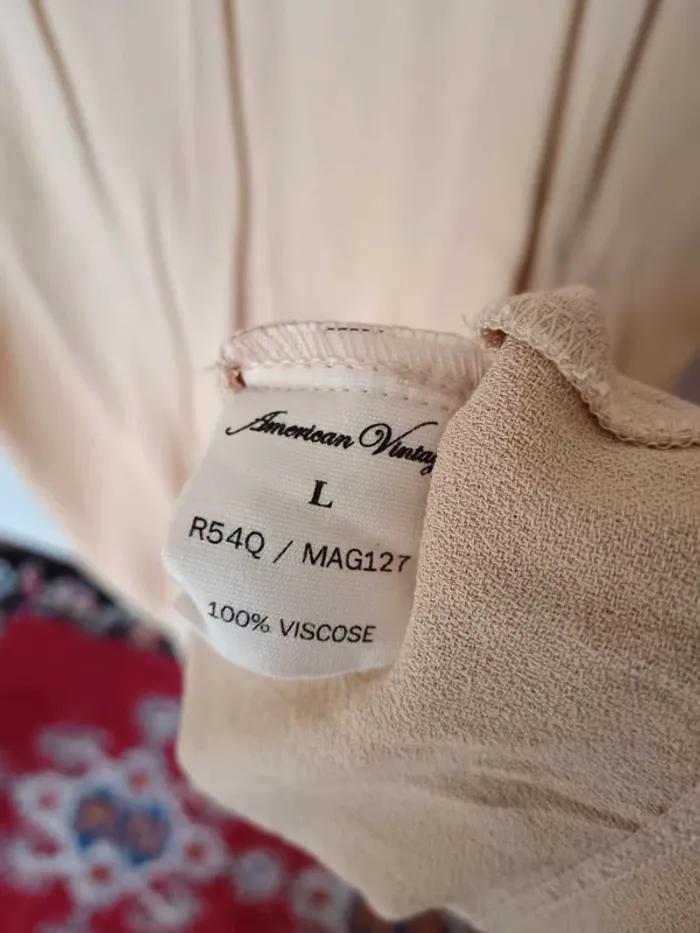 American Vintag
L
R54Q / MAG127
100% VISCOSE